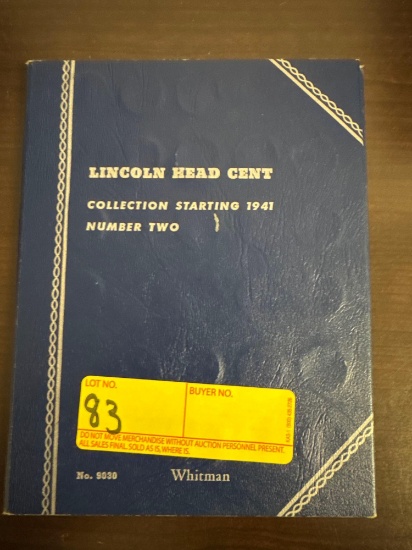 LINCOLN HEAD CENT
COLLECTION STARTING 1941
NUMBER TWO
LOT NO.
83
BUYER NO.
DO NOT MOVE MERCHANDISE WITHOUT AUCTION PERSONNEL PRESENT.
ALL SALES FINAL. SOLD AS IS, WHERE IS.
No. 9030
Whitman